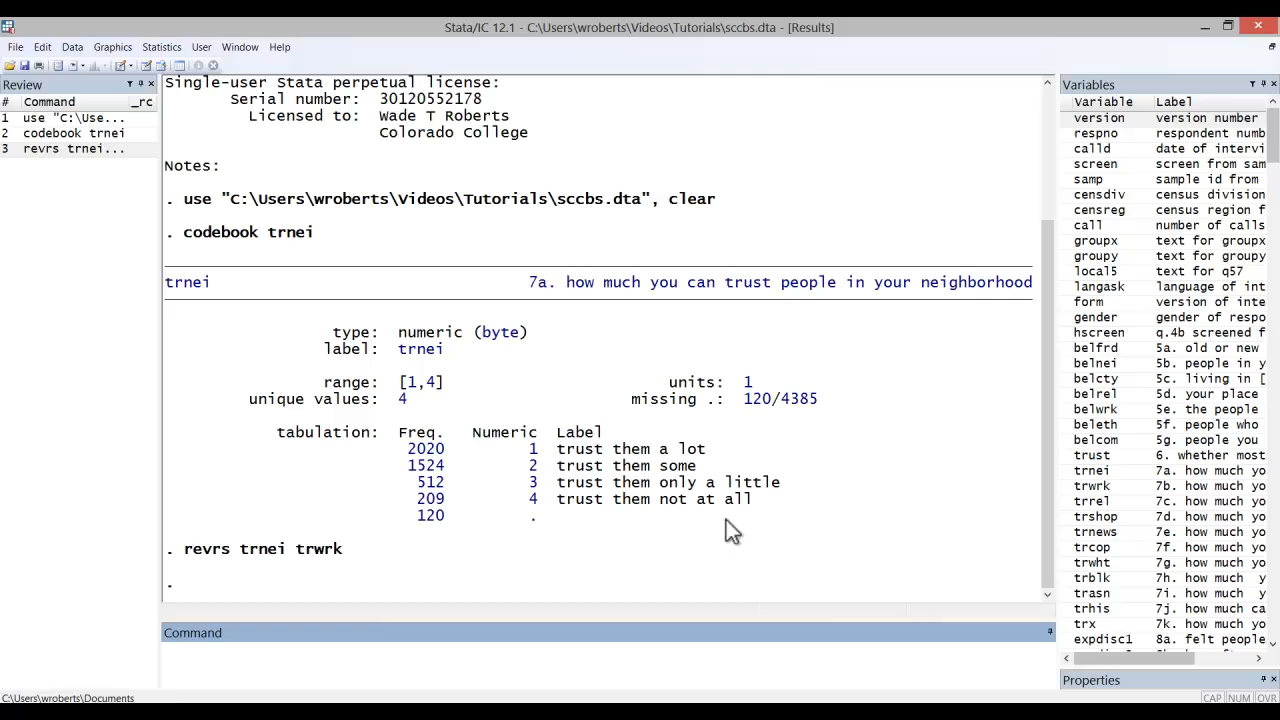 Stata/IC 12.1 - C:\Users\wroberts\Videos\Tutorials\sccbs.dta - [Results]
File Edit Data Graphics Statistics User Window Help
Review
# Command _rc
1 use "C:\Use...
2 codebook trnei
3 revrs trnei...
Single-user Stata perpetual license:
Serial number: 30120552178
Licensed to: Wade T Roberts
Colorado College
Notes:
. use "C:\Users\wroberts\Videos\Tutorials\sccbs.dta", clear
. codebook trnei
trnei 7a. how much you can trust people in your neighborhood
type: numeric (byte)
label: trnei
range: [1,4] units: 1
unique values: 4 missing .: 120/4385
tabulation: Freq. Numeric Label
2020 1 trust them a lot
1524 2 trust them some
512 3 trust them only a little
209 4 trust them not at all
120 .
. revrs trnei trwrk
.
Command
Variables
Variable Label
version version number
respno respondent numb
calld date of intervi
screen screen from sam
samp sample id from
censdiv census division
censreg census region f
call number of calls
groupx text for groupx
groupy text for groupy
local5 text for q57
langask language of int
form version of inte
gender gender of respo
hscreen q.4b screened f
belfrd 5a. old or new
belnei 5b. people in y
belcty 5c. living in [
belrel 5d. your place
belwrk 5e. the people
beleth 5f. people who
belcom 5g. people you
trust 6. whether most
trnei 7a. how much yo
trwrk 7b. how much yo
trrel 7c. how much yo
trshop 7d. how much yo
trnews 7e. how much yo
trcop 7f. how much yo
trwht 7g. how much yo
trblk 7h. how much y
trasn 7i. how much y
trhis 7j. how much ca
trx 7k. how much yo
expdisc1 8a. felt people
Properties
C:\Users\wroberts\Documents
CAP NUM OVR